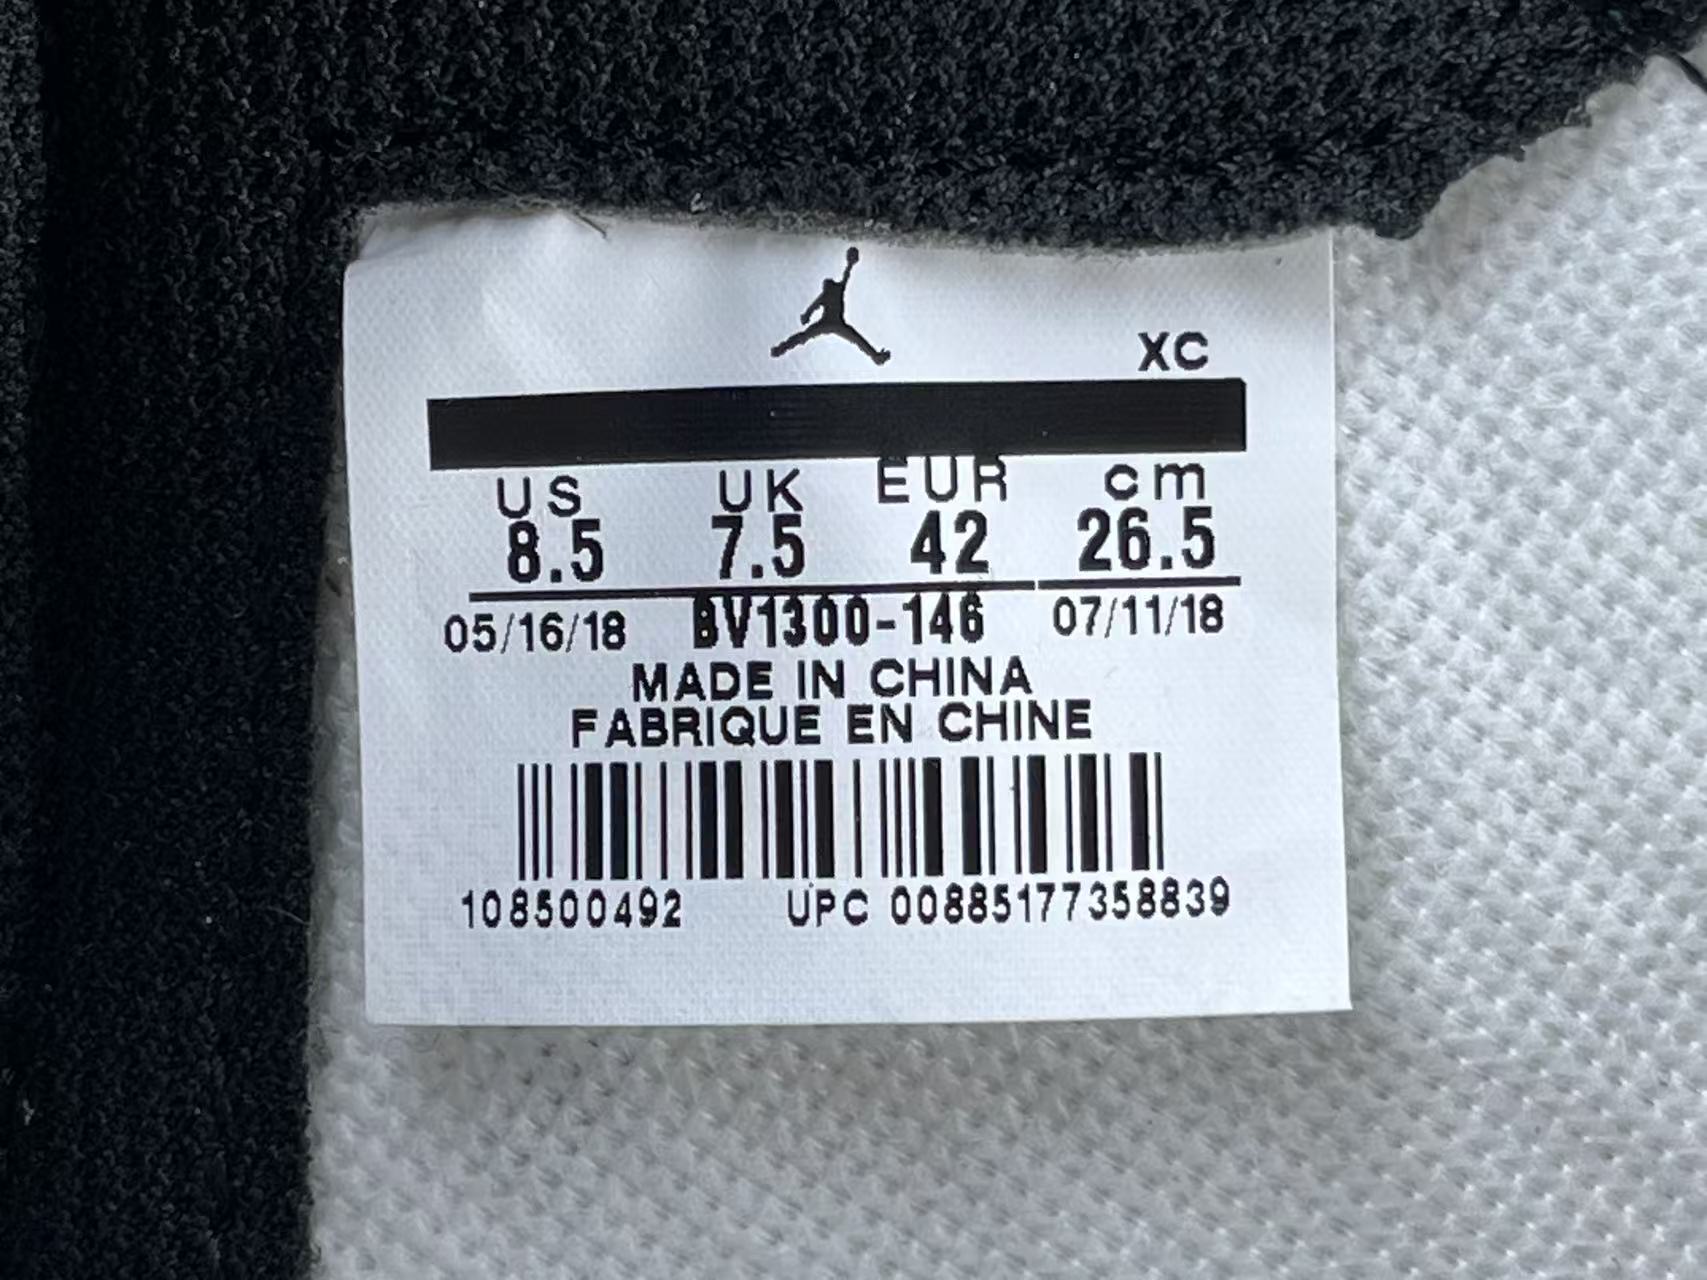 XC
US UK EUR cm
8.5 7.5 42 26.5
05/16/18 BV1300-146 07/11/18
MADE IN CHINA
FABRIQUE EN CHINE
108500492 UPC 00885177358839